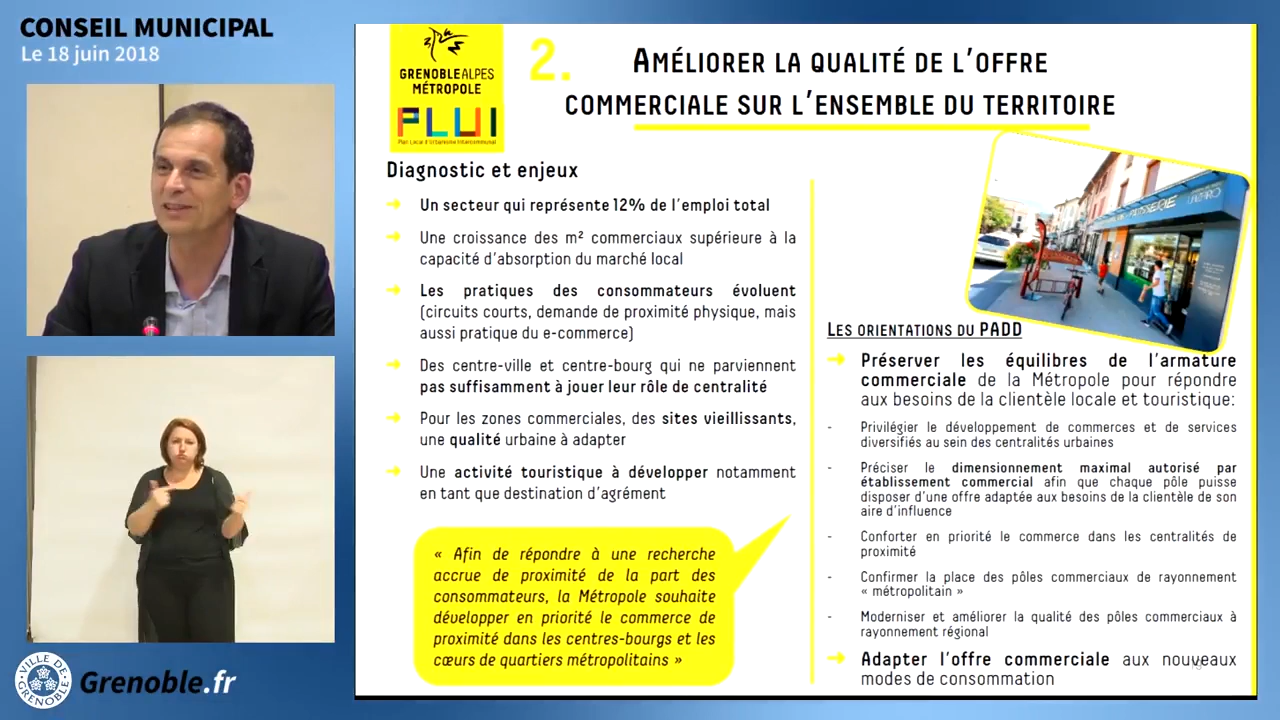 CONSEIL MUNICIPAL
Le 18 juin 2018
GRENOBLEALPES
MÉTROPOLE
PLUI
Plan Local d'Urbanisme Intercommunal
2.
AMÉLIORER LA QUALITÉ DE L'OFFRE
COMMERCIALE SUR L'ENSEMBLE DU TERRITOIRE
Diagnostic et enjeux
Un secteur qui représente 12% de l'emploi total
Une croissance des m² commerciaux supérieure à la
capacité d'absorption du marché local
Les pratiques des consommateurs évoluent
(circuits courts, demande de proximité physique, mais
aussi pratique du e-commerce)
Des centre-ville et centre-bourg qui ne parviennent
pas suffisamment à jouer leur rôle de centralité
Pour les zones commerciales, des sites vieillissants,
une qualité urbaine à adapter
Une activité touristique à développer notamment
en tant que destination d'agrément
« Afin de répondre à une recherche
accrue de proximité de la part des
consommateurs, la Métropole souhaite
développer en priorité le commerce de
proximité dans les centres-bourgs et les
cœurs de quartiers métropolitains »
PATISSERIE
LES ORIENTATIONS DU PADD
Préserver les équilibres de l'armature
commerciale de la Métropole pour répondre
aux besoins de la clientèle locale et touristique:
- Privilégier le développement de commerces et de services
diversifiés au sein des centralités urbaines
- Préciser le dimensionnement maximal autorisé par
établissement commercial afin que chaque pôle puisse
disposer d'une offre adaptée aux besoins de la clientèle de son
aire d'influence
- Conforter en priorité le commerce dans les centralités de
proximité
- Confirmer la place des pôles commerciaux de rayonnement
« métropolitain »
- Moderniser et améliorer la qualité des pôles commerciaux à
rayonnement régional
Adapter l'offre commerciale aux nouveaux
modes de consommation
VILLE DE
GRENOBLE
Grenoble.fr